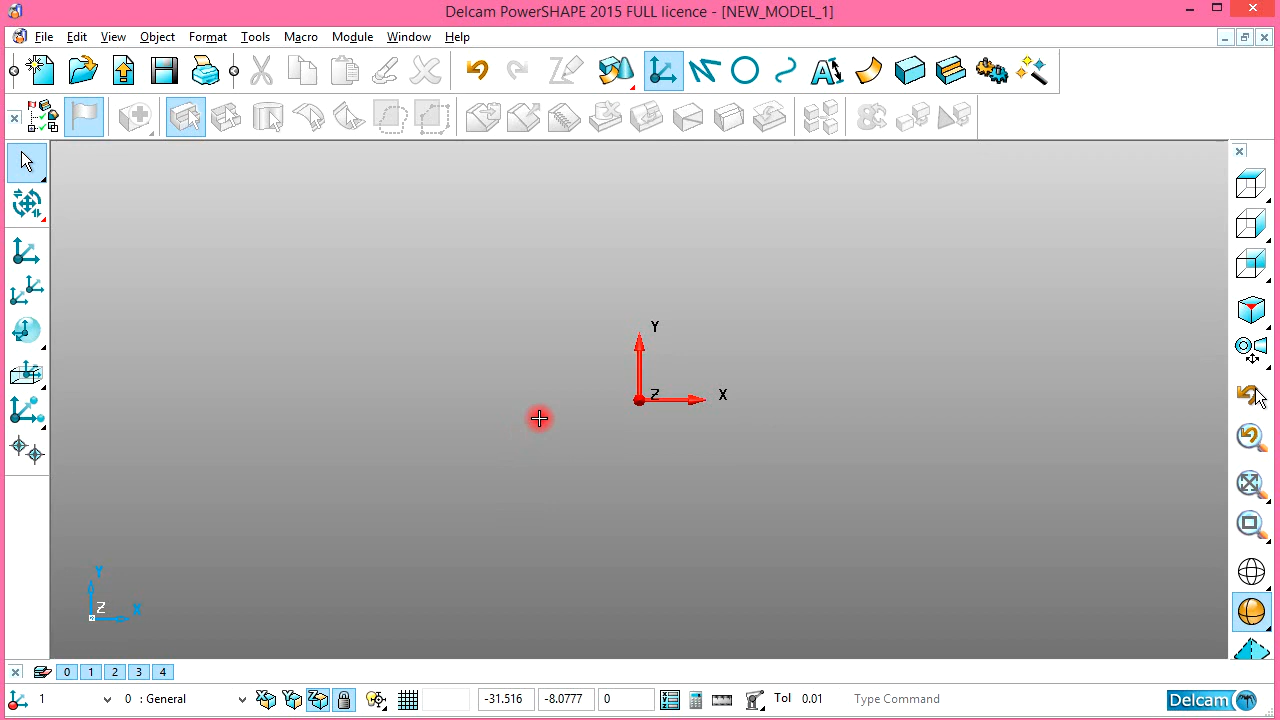 Delcam PowerSHAPE 2015 FULL licence - [NEW_MODEL_1]
File Edit View Object Format Tools Macro Module Window Help
Y
Z X
Y
Z X
0 1 2 3 4
1 0 : General -31.516 -8.0777 0 Tol 0.01 Type Command Delcam